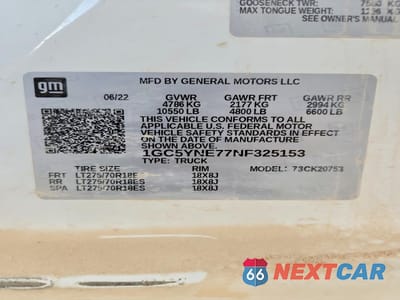 GOOSENECK TWR:
MAX TONGUE WEIGHT:
SEE OWNER'S MANUAL
gm
MFD BY GENERAL MOTORS LLC
06/22 GVWR GAWR FRT GAWR RR
4786 KG 2177 KG 2994 KG
10550 LB 4800 LB 6600 LB
THIS VEHICLE CONFORMS TO ALL
APPLICABLE U.S. FEDERAL MOTOR
VEHICLE SAFETY STANDARDS IN EFFECT
ON THE DATE OF MANUFACTURE
SHOWN ABOVE.
1GC5YNE77NF325153
TYPE: TRUCK MODEL: 73CK20753
TIRE SIZE RIM
FRT LT275/70R18ES 18X8J
RR LT275/70R18ES 18X8J
SPA LT275/70R18ES 18X8J
66 NEXTCAR